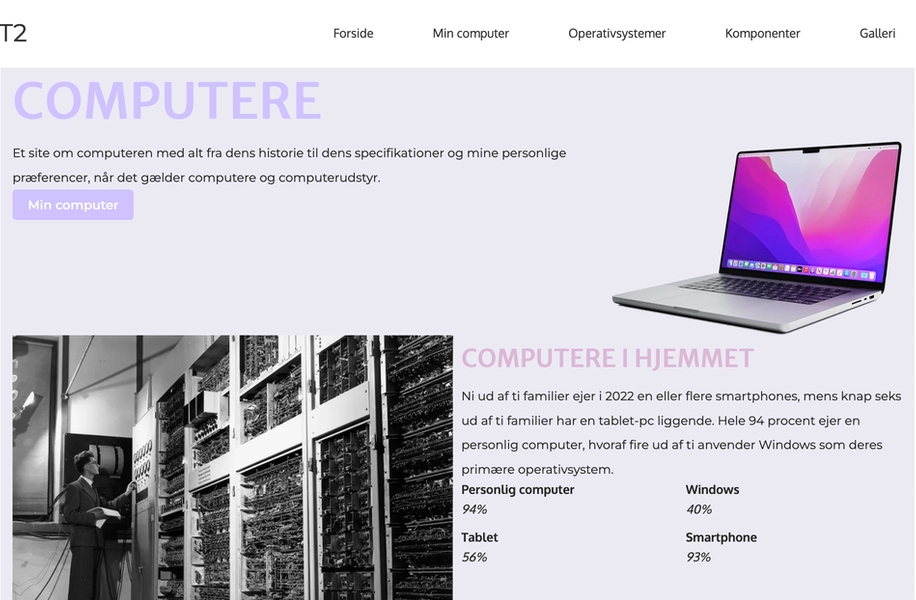 T2
Forside
Min computer
Operativsystemer
Komponenter
Galleri
COMPUTERE
Et site om computeren med alt fra dens historie til dens specifikationer og mine personlige
præferencer, når det gælder computere og computerudstyr.
Min computer
COMPUTERE I HJEMMET
Ni ud af ti familier ejer i 2022 en eller flere smartphones, mens knap seks
ud af ti familier har en tablet-pc liggende. Hele 94 procent ejer en
personlig computer, hvoraf fire ud af ti anvender Windows som deres
primære operativsystem.
Personlig computer
94%
Windows
40%
Tablet
56%
Smartphone
93%